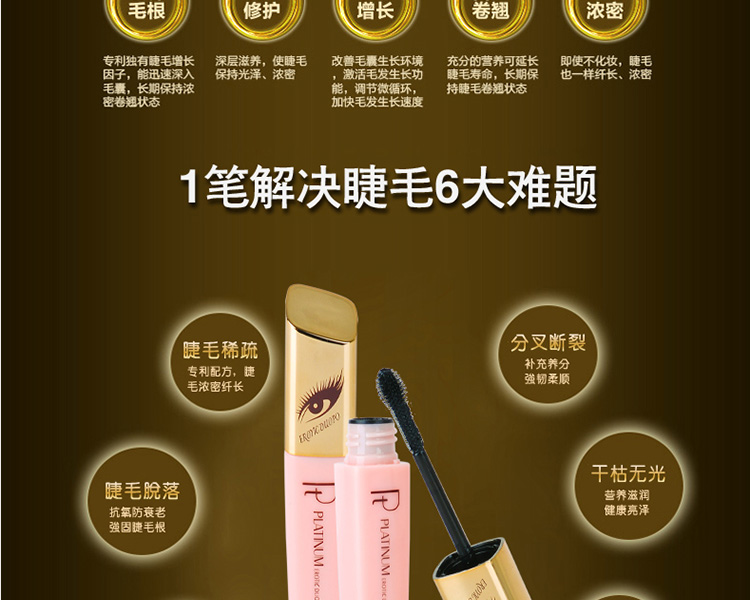 毛根
修护
增长
卷翘
浓密
专利独有睫毛增长
因子，能迅速深入
毛囊，长期保持浓
密卷翘状态
深层滋养，使睫毛
保持光泽、浓密
改善毛囊生长环境
，激活毛发生长功
能，调节微循环，
加快毛发生长速度
充分的营养可延长
睫毛寿命，长期保
持睫毛卷翘状态
即使不化妆，睫毛
也一样纤长、浓密
1笔解决睫毛6大难题
睫毛稀疏
专利配方，睫
毛浓密纤长
分叉断裂
补充养分
強韧柔顺
睫毛脱落
抗氧防衰老
強固睫毛根
干枯无光
营养滋润
健康亮泽
PLATINUM
PLATINUM